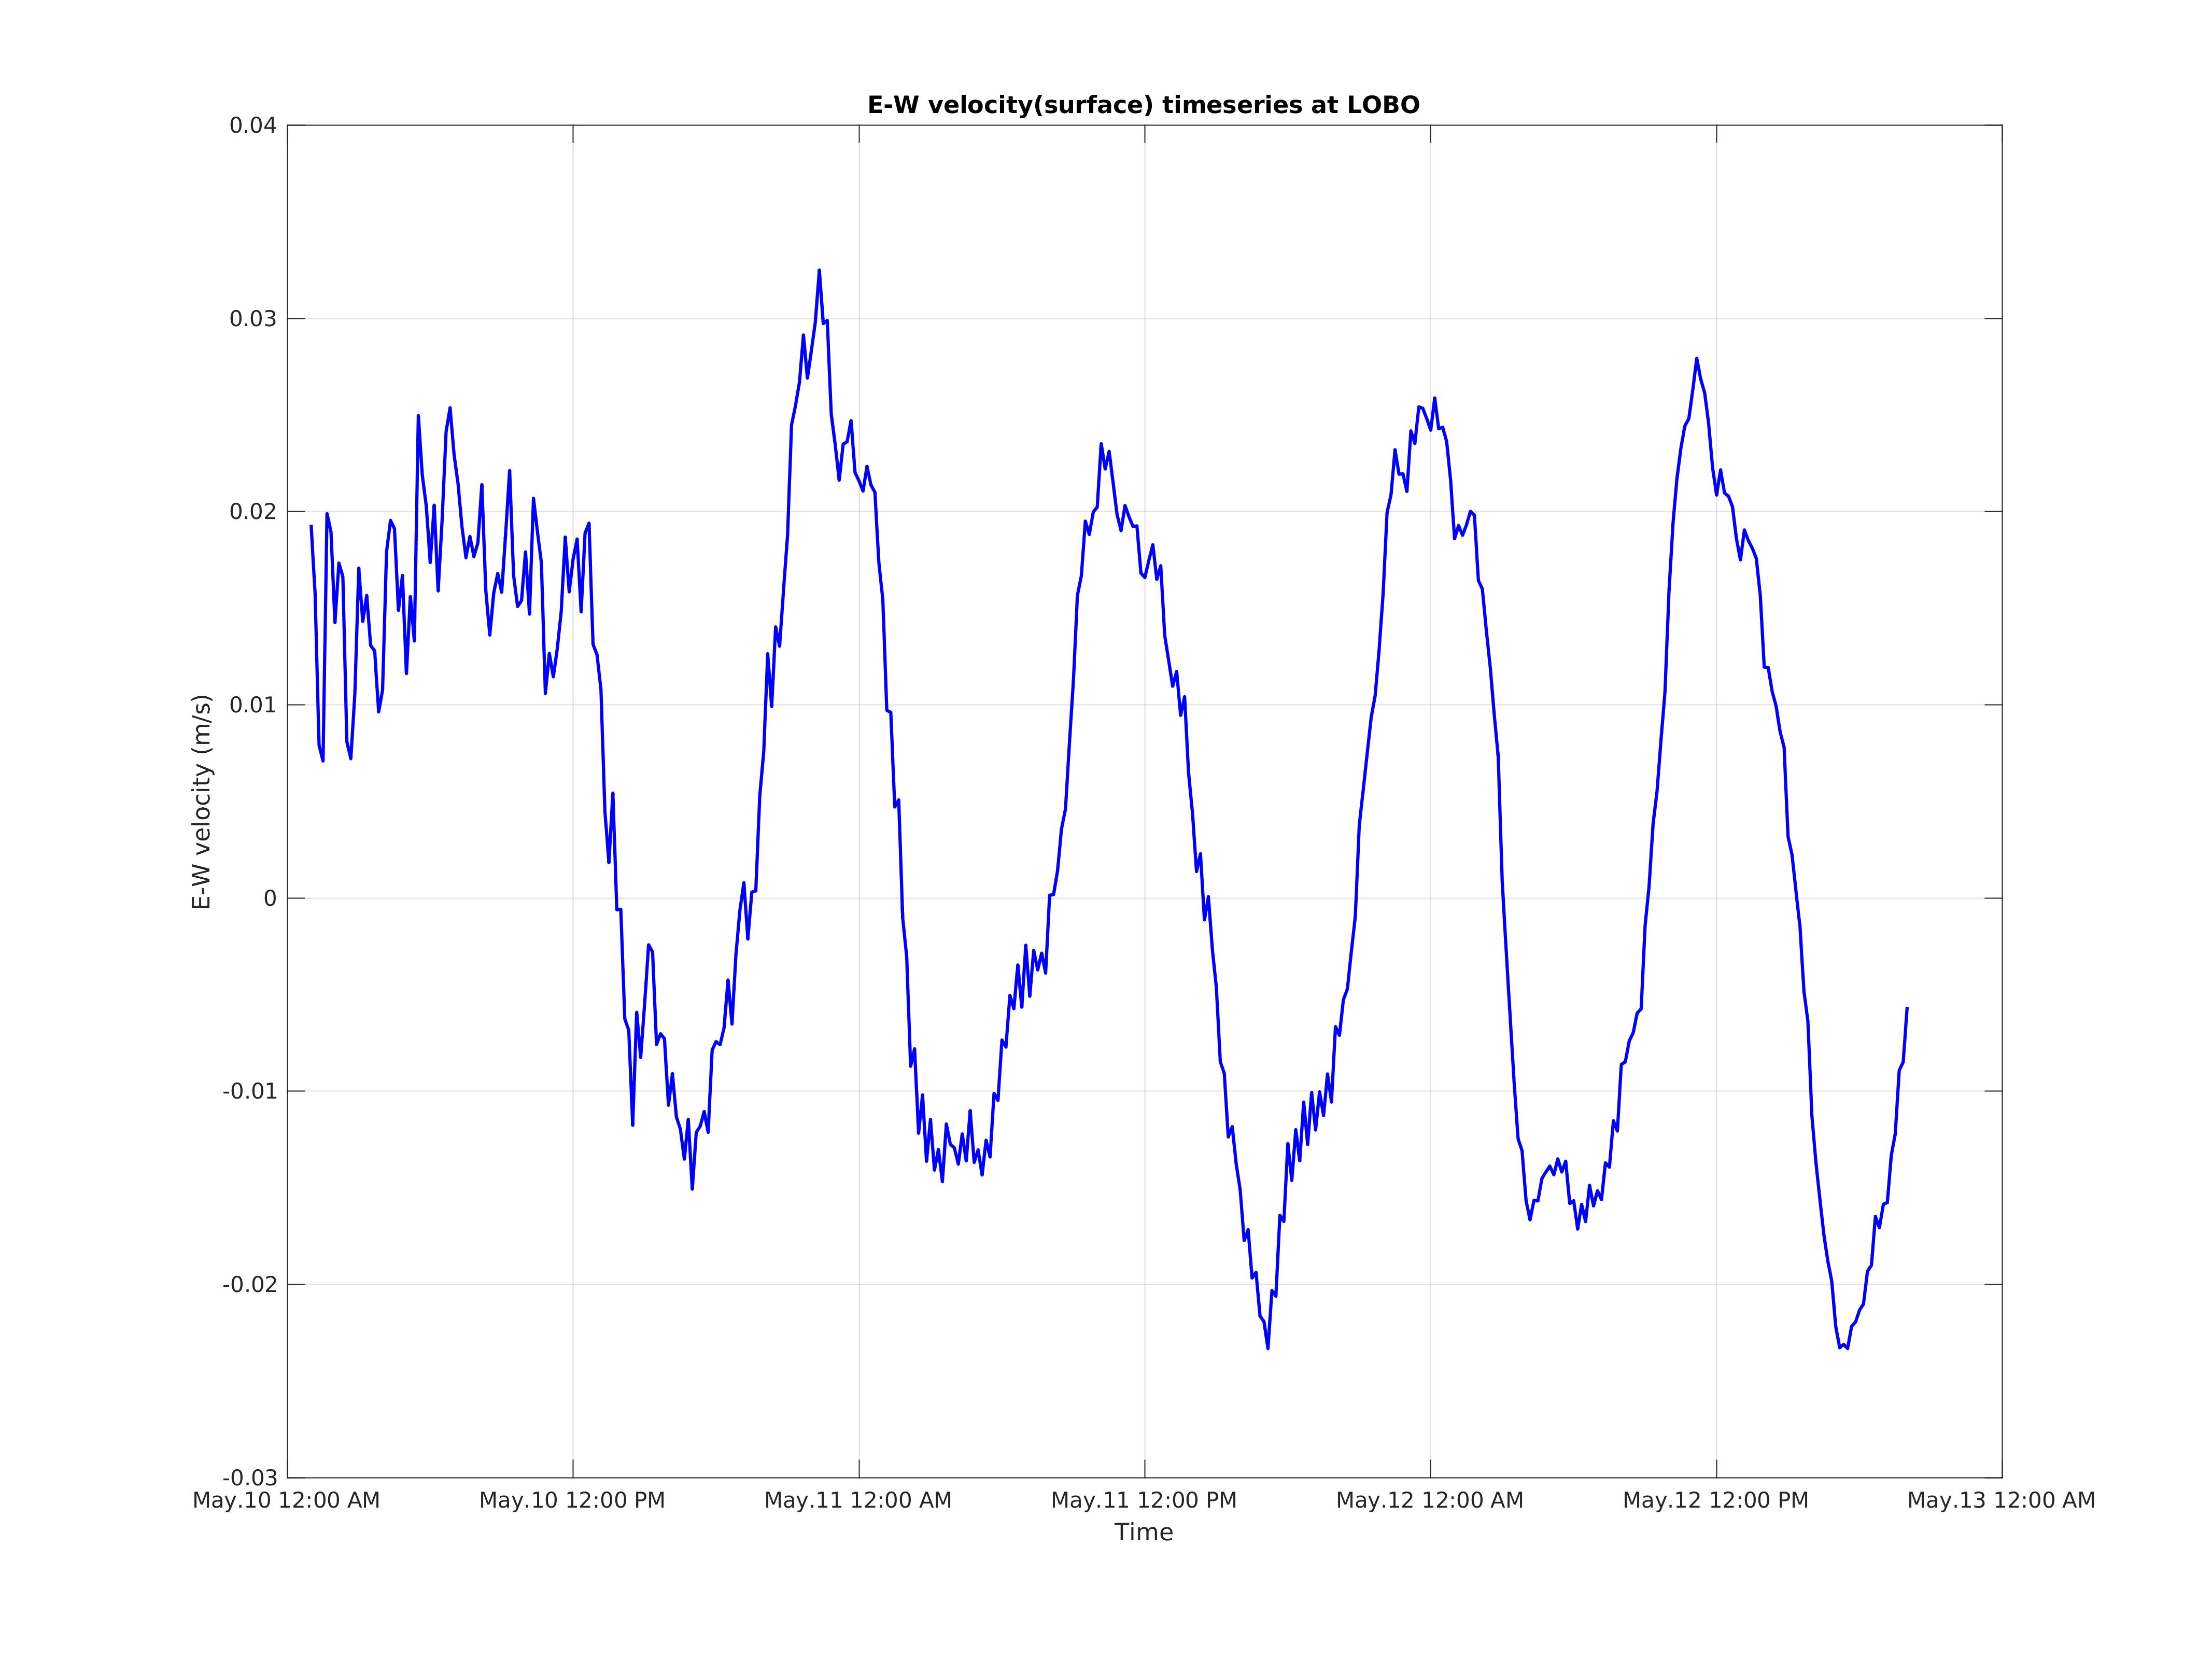 E-W velocity(surface) timeseries at LOBO
0.04
0.03
0.02
0.01
0
-0.01
-0.02
-0.03
E-W velocity (m/s)
May.10 12:00 AM
May.10 12:00 PM
May.11 12:00 AM
May.11 12:00 PM
May.12 12:00 AM
May.12 12:00 PM
May.13 12:00 AM
Time